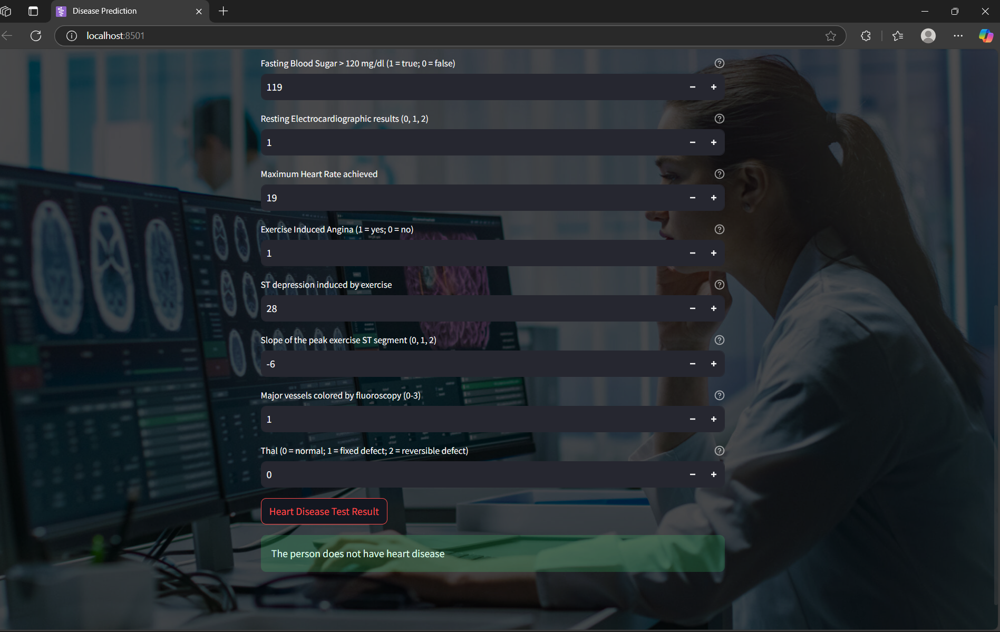 Disease Prediction
localhost:8501
Fasting Blood Sugar > 120 mg/dl (1 = true; 0 = false)
119
Resting Electrocardiographic results (0, 1, 2)
1
Maximum Heart Rate achieved
19
Exercise Induced Angina (1 = yes; 0 = no)
1
ST depression induced by exercise
28
Slope of the peak exercise ST segment (0, 1, 2)
-6
Major vessels colored by fluoroscopy (0-3)
1
Thal (0 = normal; 1 = fixed defect; 2 = reversible defect)
0
Heart Disease Test Result
The person does not have heart disease